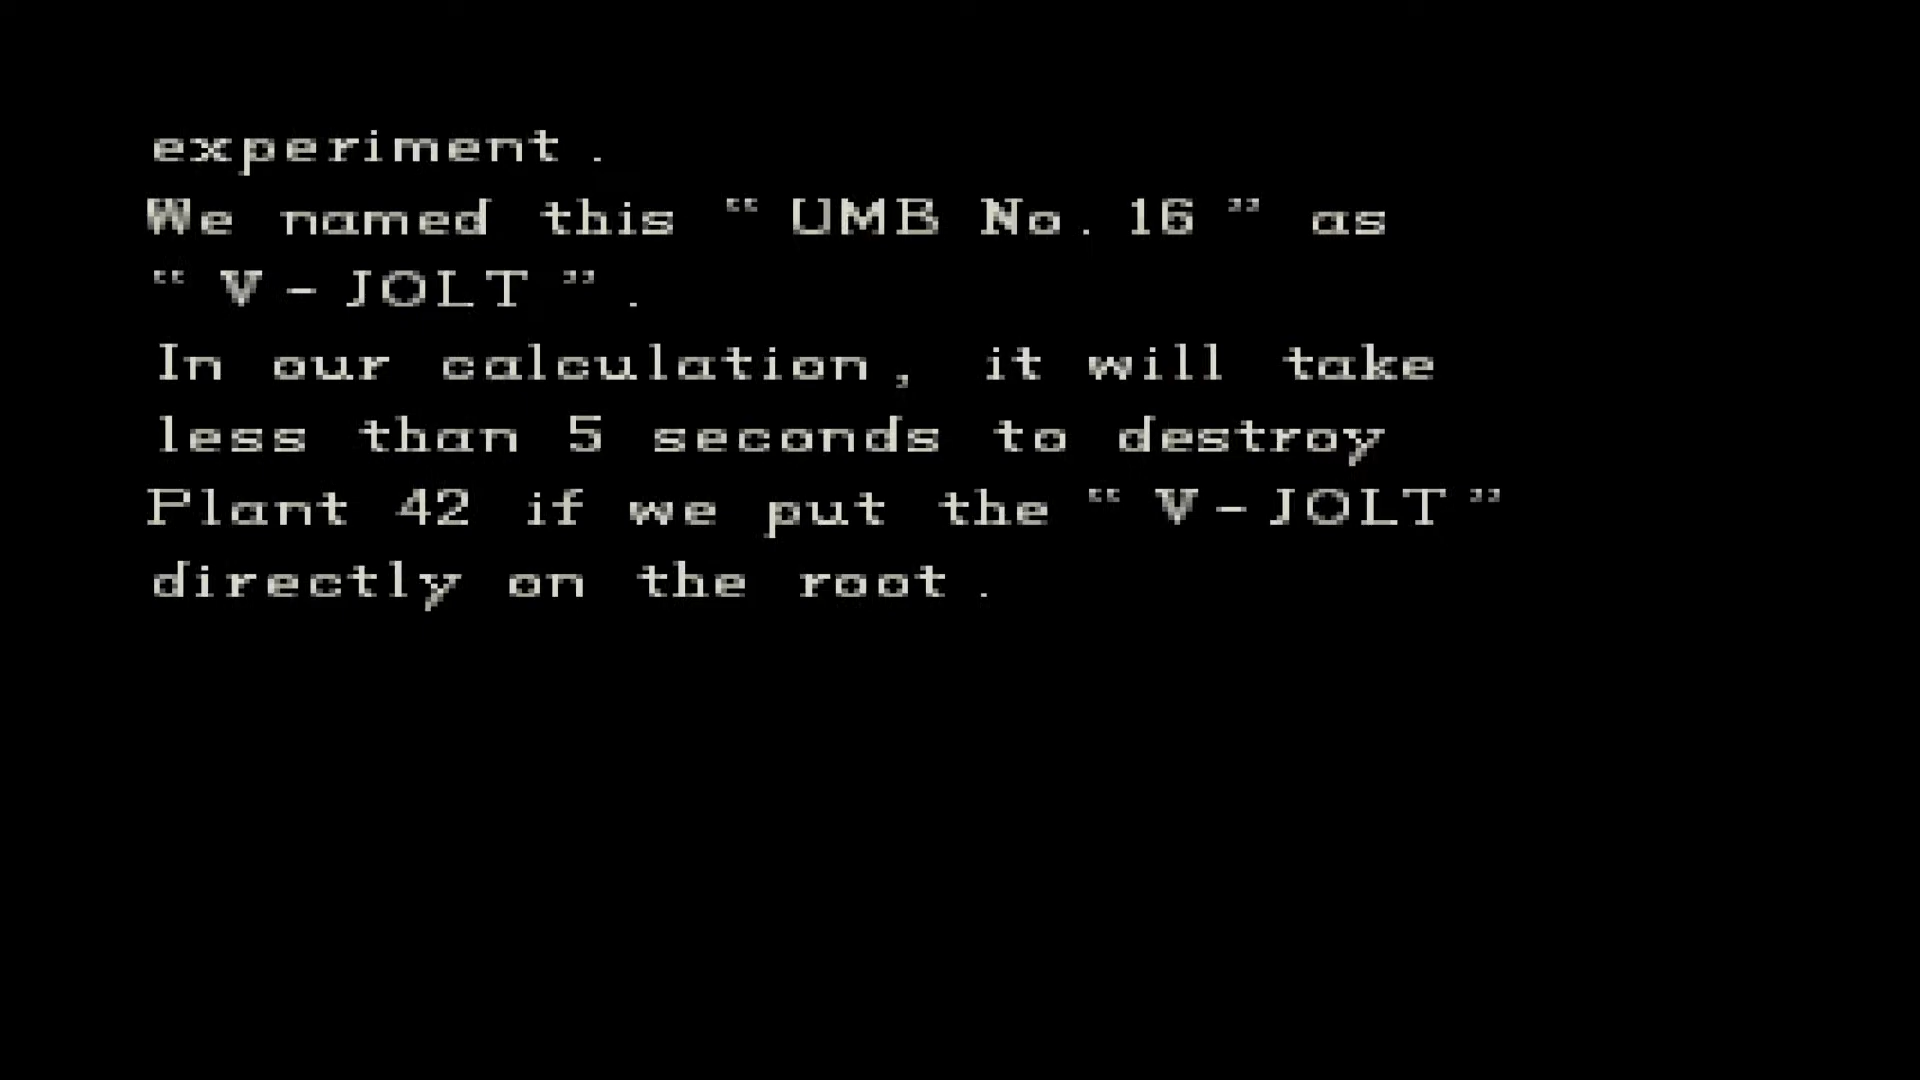 experiment.
We named this “UMB No.16” as
“V-JOLT”.
In our calculation, it will take
less than 5 seconds to destroy
Plant 42 if we put the “V-JOLT”
directly on the root.